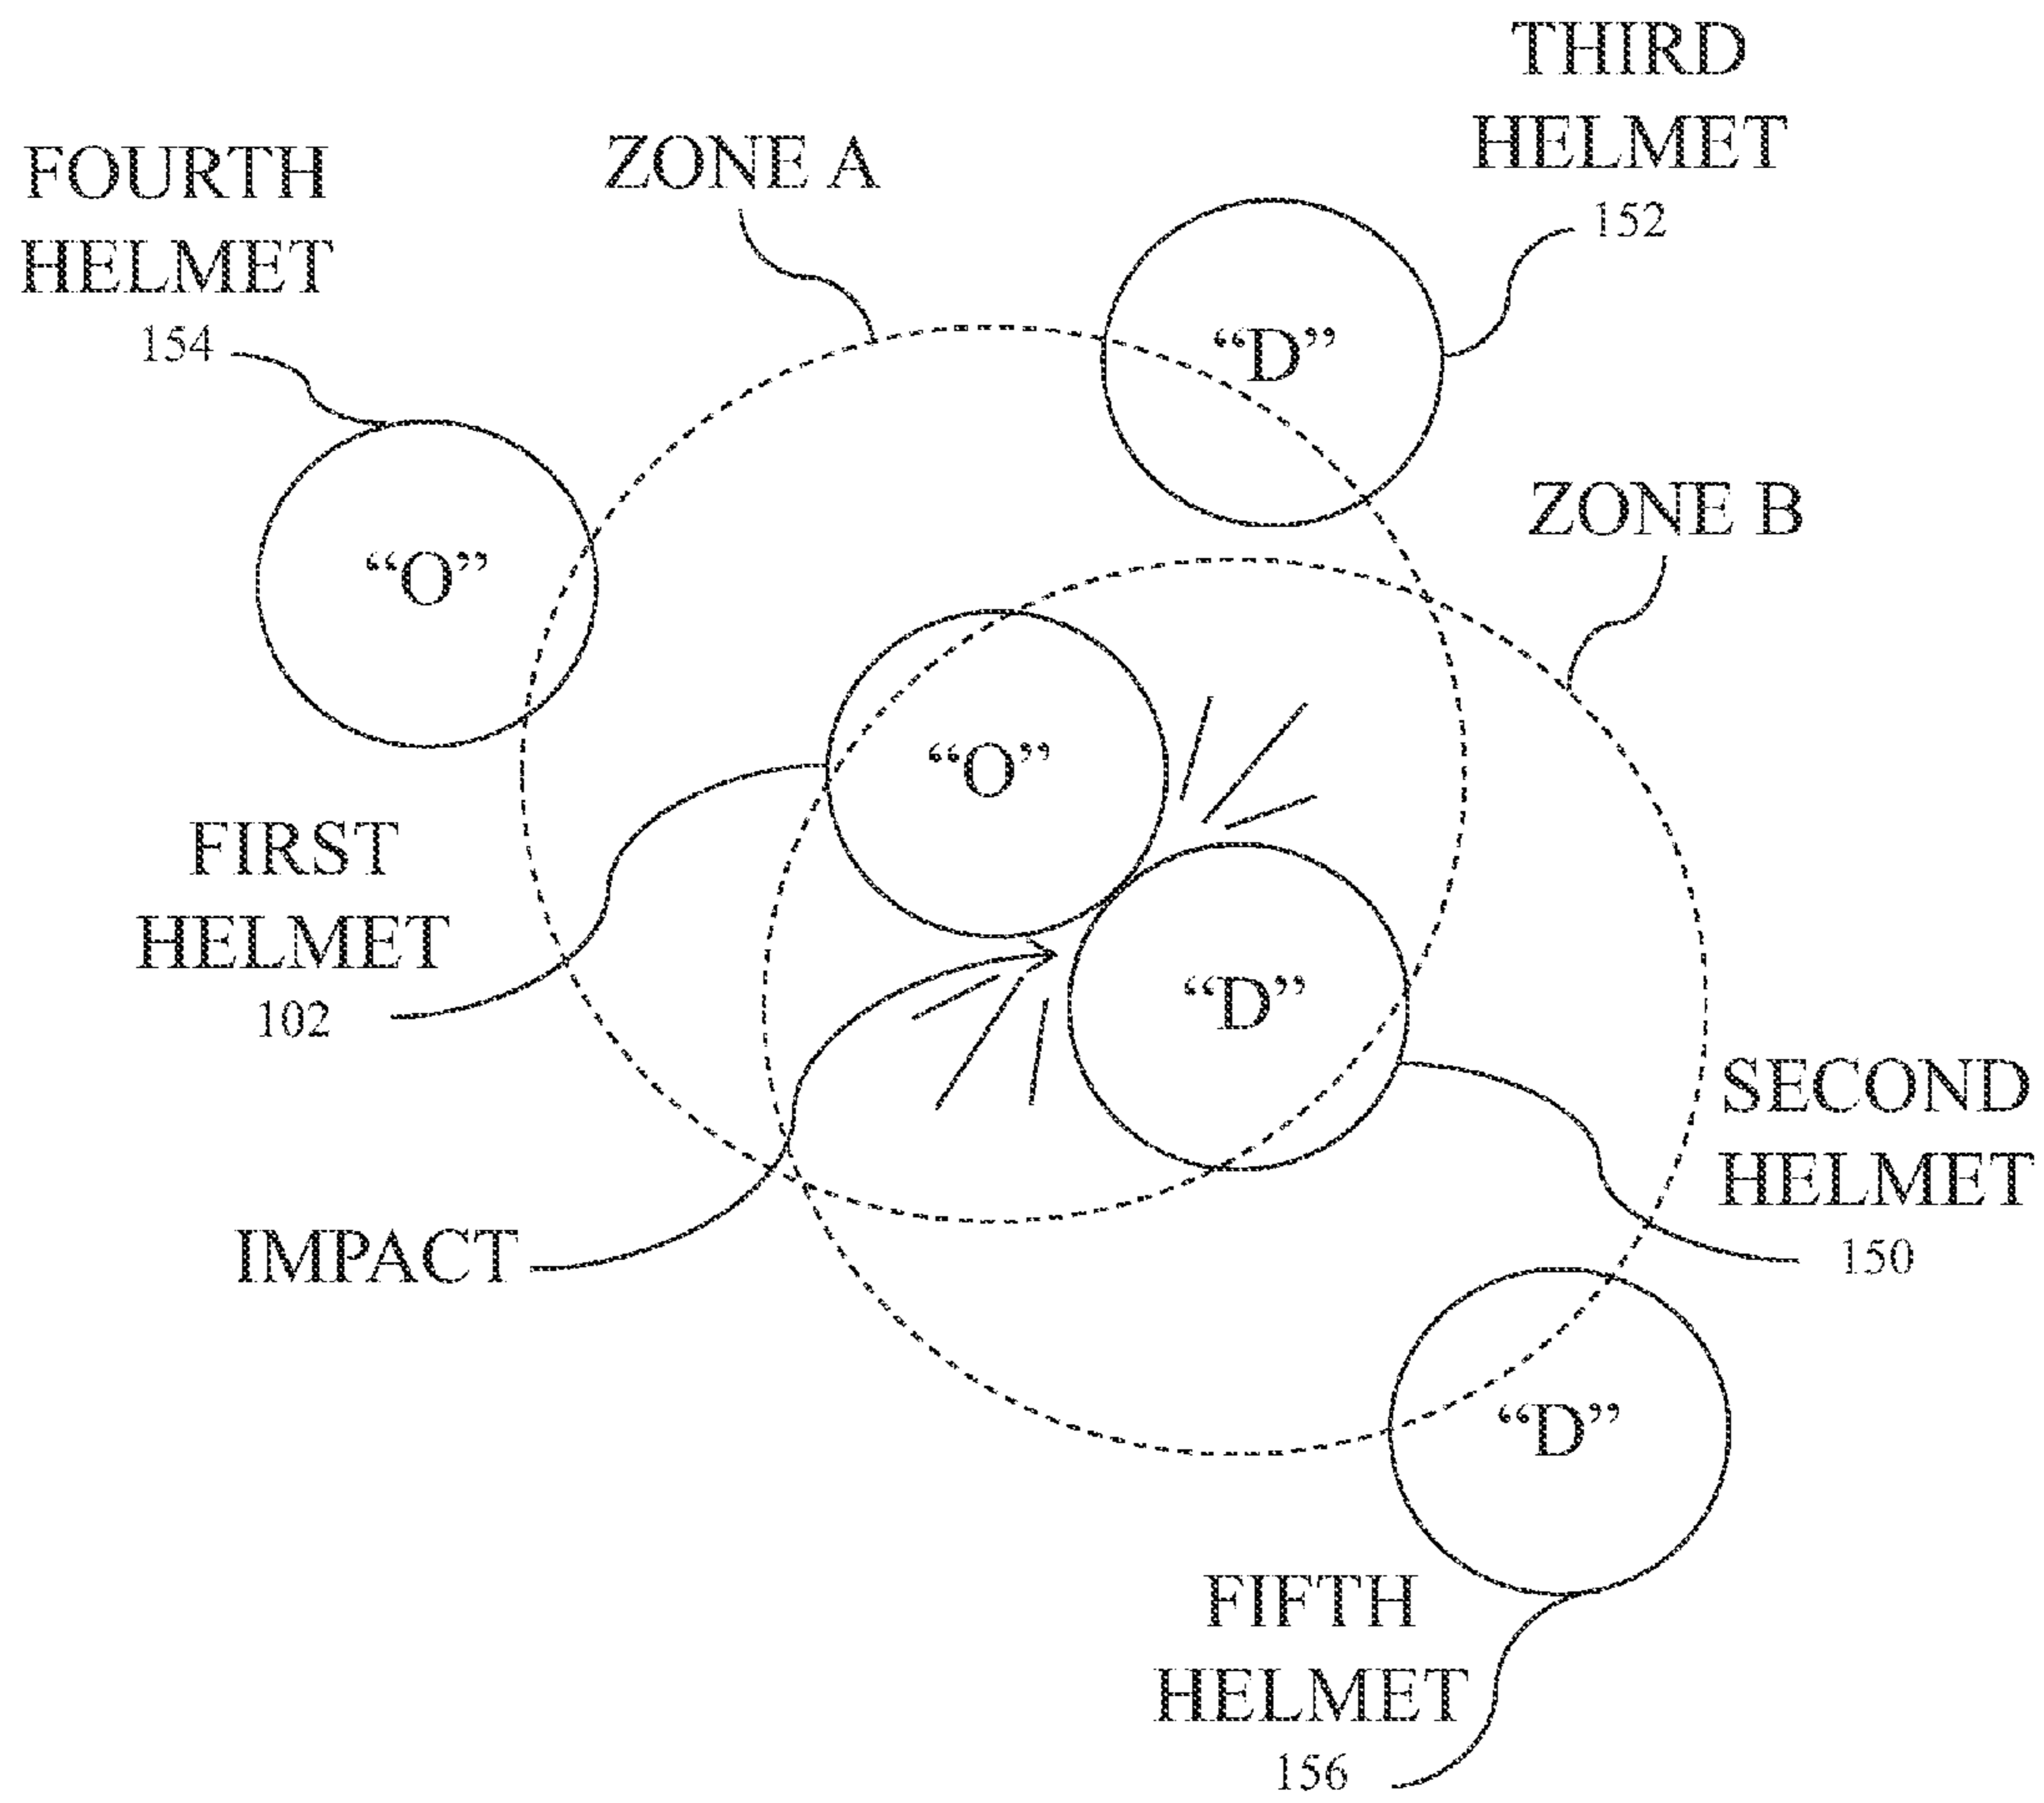 THIRD
HELMET
152
FOURTH
HELMET
154
ZONE A
“D”
ZONE B
“O”
“O”
FIRST
HELMET
102
“D”
SECOND
HELMET
150
IMPACT
“D”
FIFTH
HELMET
156